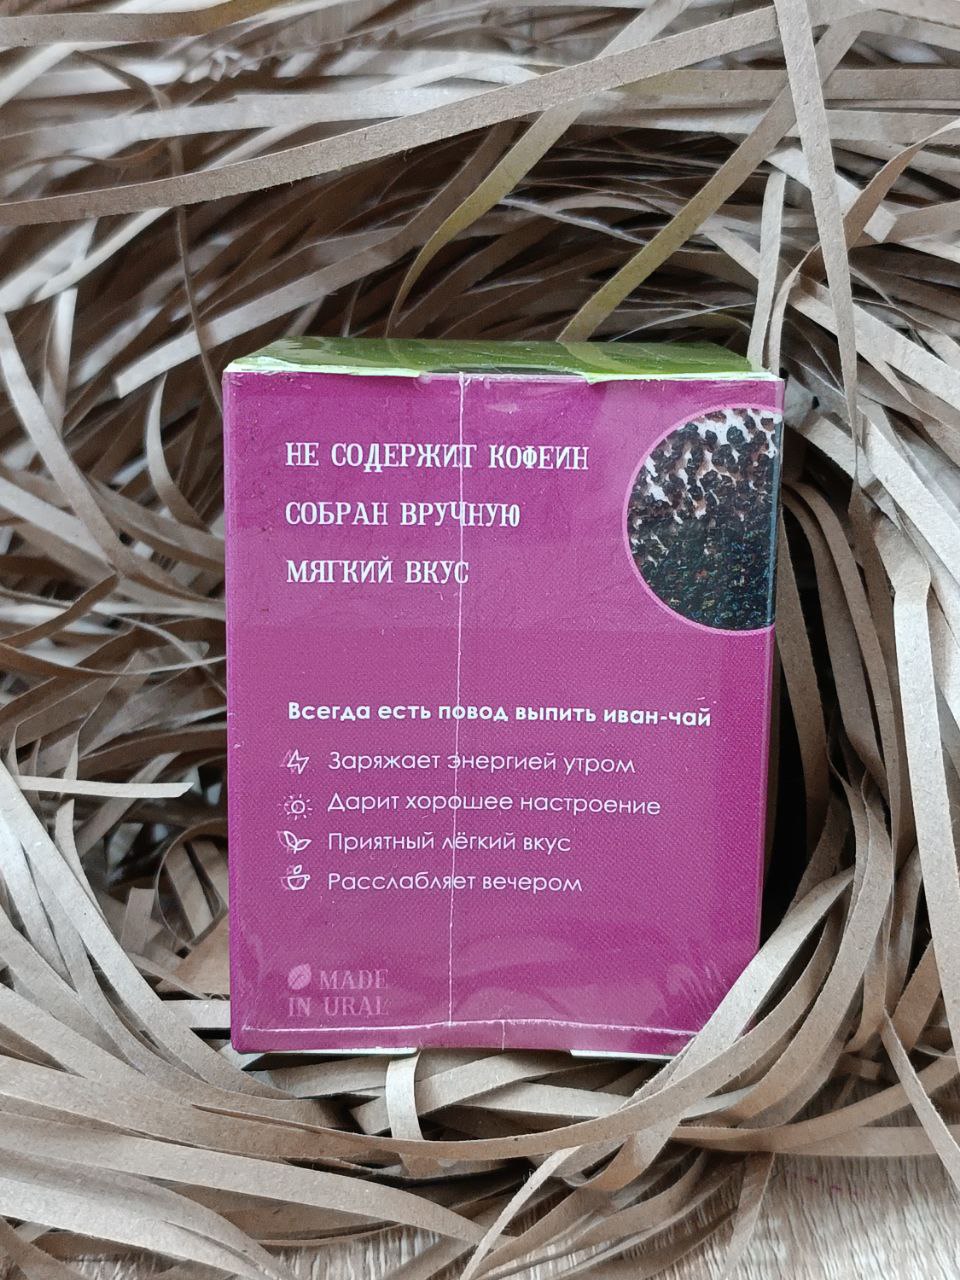 НЕ СОДЕРЖИТ КОФЕИН
СОБРАН ВРУЧНУЮ
МЯГКИЙ ВКУС
Всегда есть повод выпить иван-чай
Заряжает энергией утром
Дарит хорошее настроение
Приятный лёгкий вкус
Расслабляет вечером
MADE
IN URAL